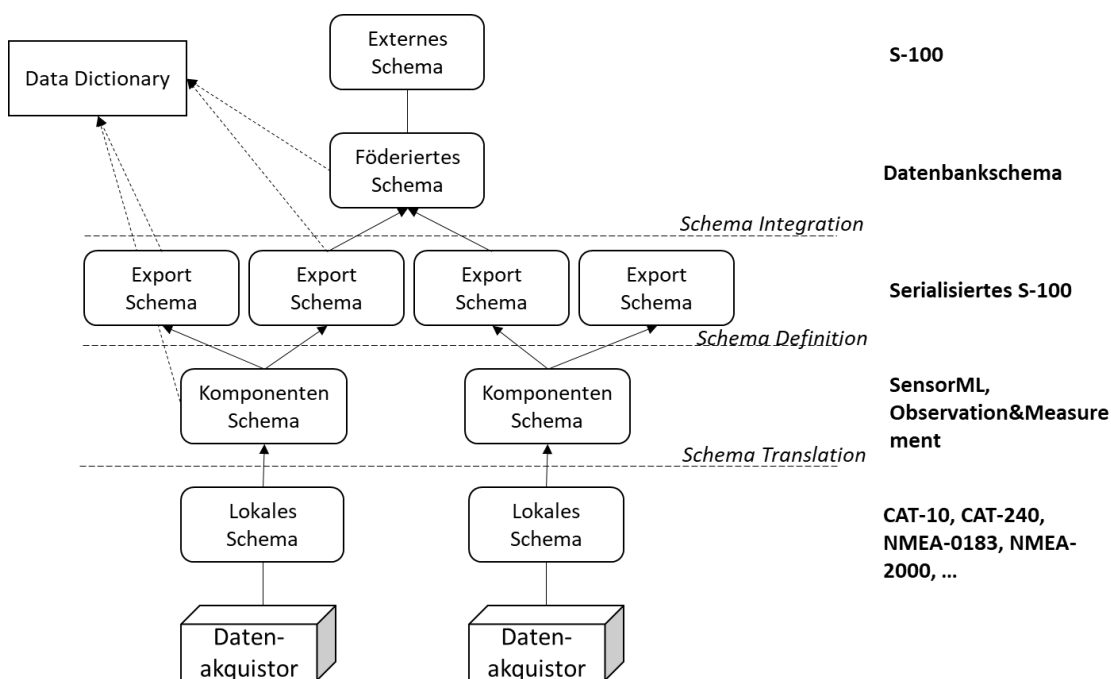 Externes
Schema
S-100
Data Dictionary
Föderiertes
Schema
Datenbankschema
Schema Integration
Export
Schema
Export
Schema
Export
Schema
Export
Schema
Serialisiertes S-100
Schema Definition
Komponenten
Schema
Komponenten
Schema
SensorML,
Observation&Measure
ment
Schema Translation
Lokales
Schema
Lokales
Schema
CAT-10, CAT-240,
NMEA-0183, NMEA-
2000, ...
Daten-
akquistor
Daten-
akquistor